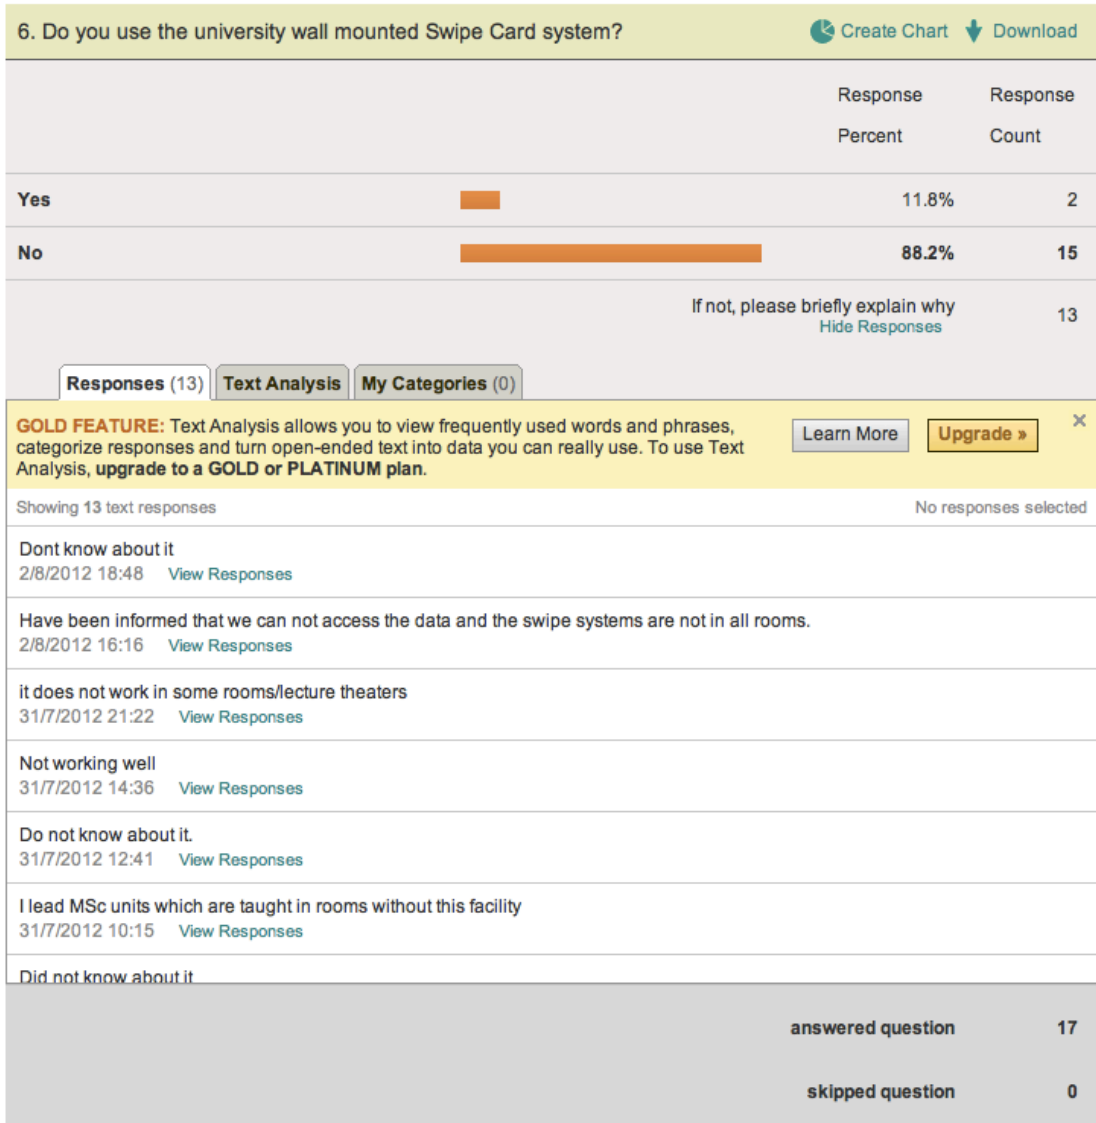 6. Do you use the university wall mounted Swipe Card system? Create Chart Download
Response Response
Percent Count
Yes 11.8% 2
No 88.2% 15
If not, please briefly explain why 13
Hide Responses
Responses (13) Text Analysis My Categories (0)
GOLD FEATURE: Text Analysis allows you to view frequently used words and phrases,
categorize responses and turn open-ended text into data you can really use. To use Text
Analysis, upgrade to a GOLD or PLATINUM plan.
Learn More Upgrade »
Showing 13 text responses No responses selected
Dont know about it
2/8/2012 18:48 View Responses
Have been informed that we can not access the data and the swipe systems are not in all rooms.
2/8/2012 16:16 View Responses
it does not work in some rooms/lecture theaters
31/7/2012 21:22 View Responses
Not working well
31/7/2012 14:36 View Responses
Do not know about it.
31/7/2012 12:41 View Responses
I lead MSc units which are taught in rooms without this facility
31/7/2012 10:15 View Responses
Did not know about it
answered question 17
skipped question 0